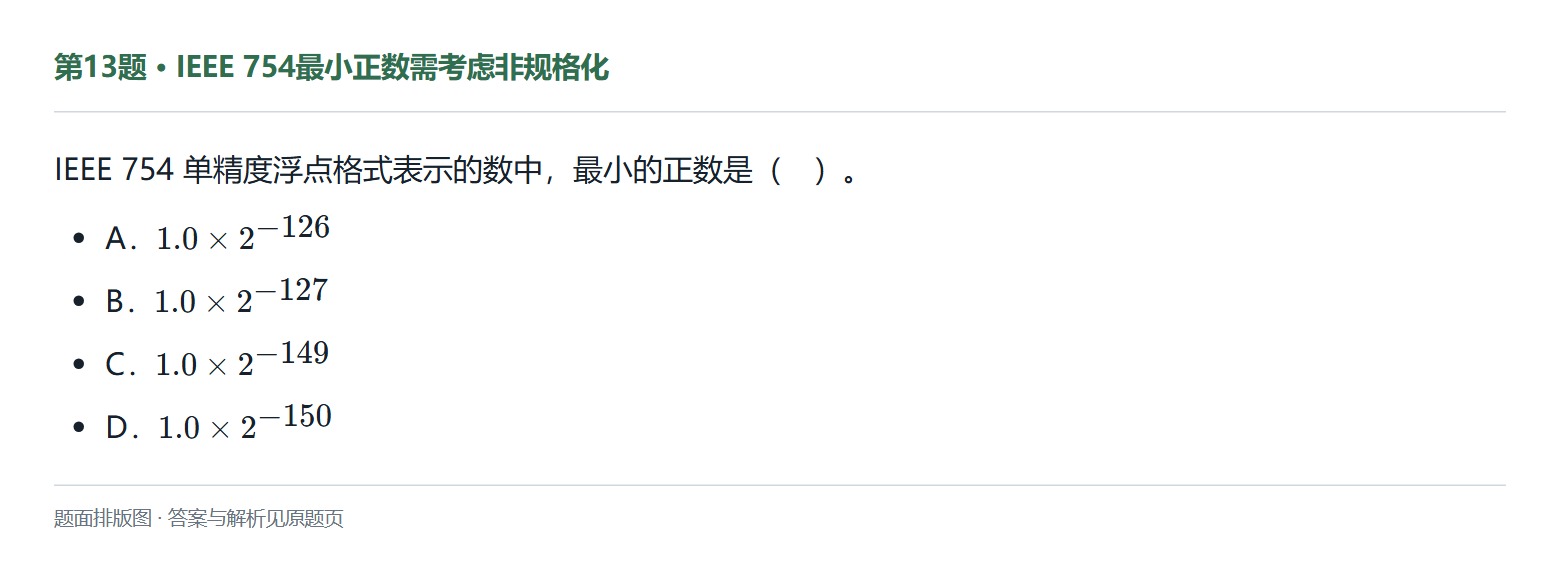 第13题 • IEEE 754最小正数需考虑非规格化
IEEE 754 单精度浮点格式表示的数中，最小的正数是（　）。
• A．1.0 × 2^{−126}
• B．1.0 × 2^{−127}
• C．1.0 × 2^{−149}
• D．1.0 × 2^{−150}
题面排版图 · 答案与解析见原题页